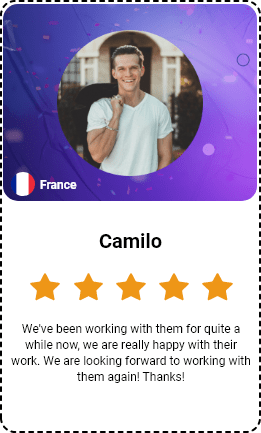 France
Camilo
We've been working with them for quite a
while now, we are really happy with their
work. We are looking forward to working with
them again! Thanks!